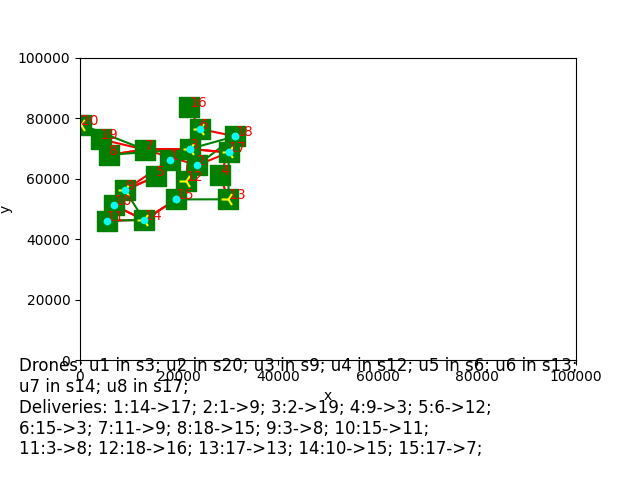 100000
80000
60000
40000
20000
0
y
0 20000 40000 60000 80000 100000
x
16
18
19
12
13
14
Drones: u1 in s3; u2 in s20; u3 in s9; u4 in s12; u5 in s6; u6 in s13;
u7 in s14; u8 in s17;
Deliveries: 1:14->17; 2:1->9; 3:2->19; 4:9->3; 5:6->12;
6:15->3; 7:11->9; 8:18->15; 9:3->8; 10:15->11;
11:3->8; 12:18->16; 13:17->13; 14:10->15; 15:17->7;